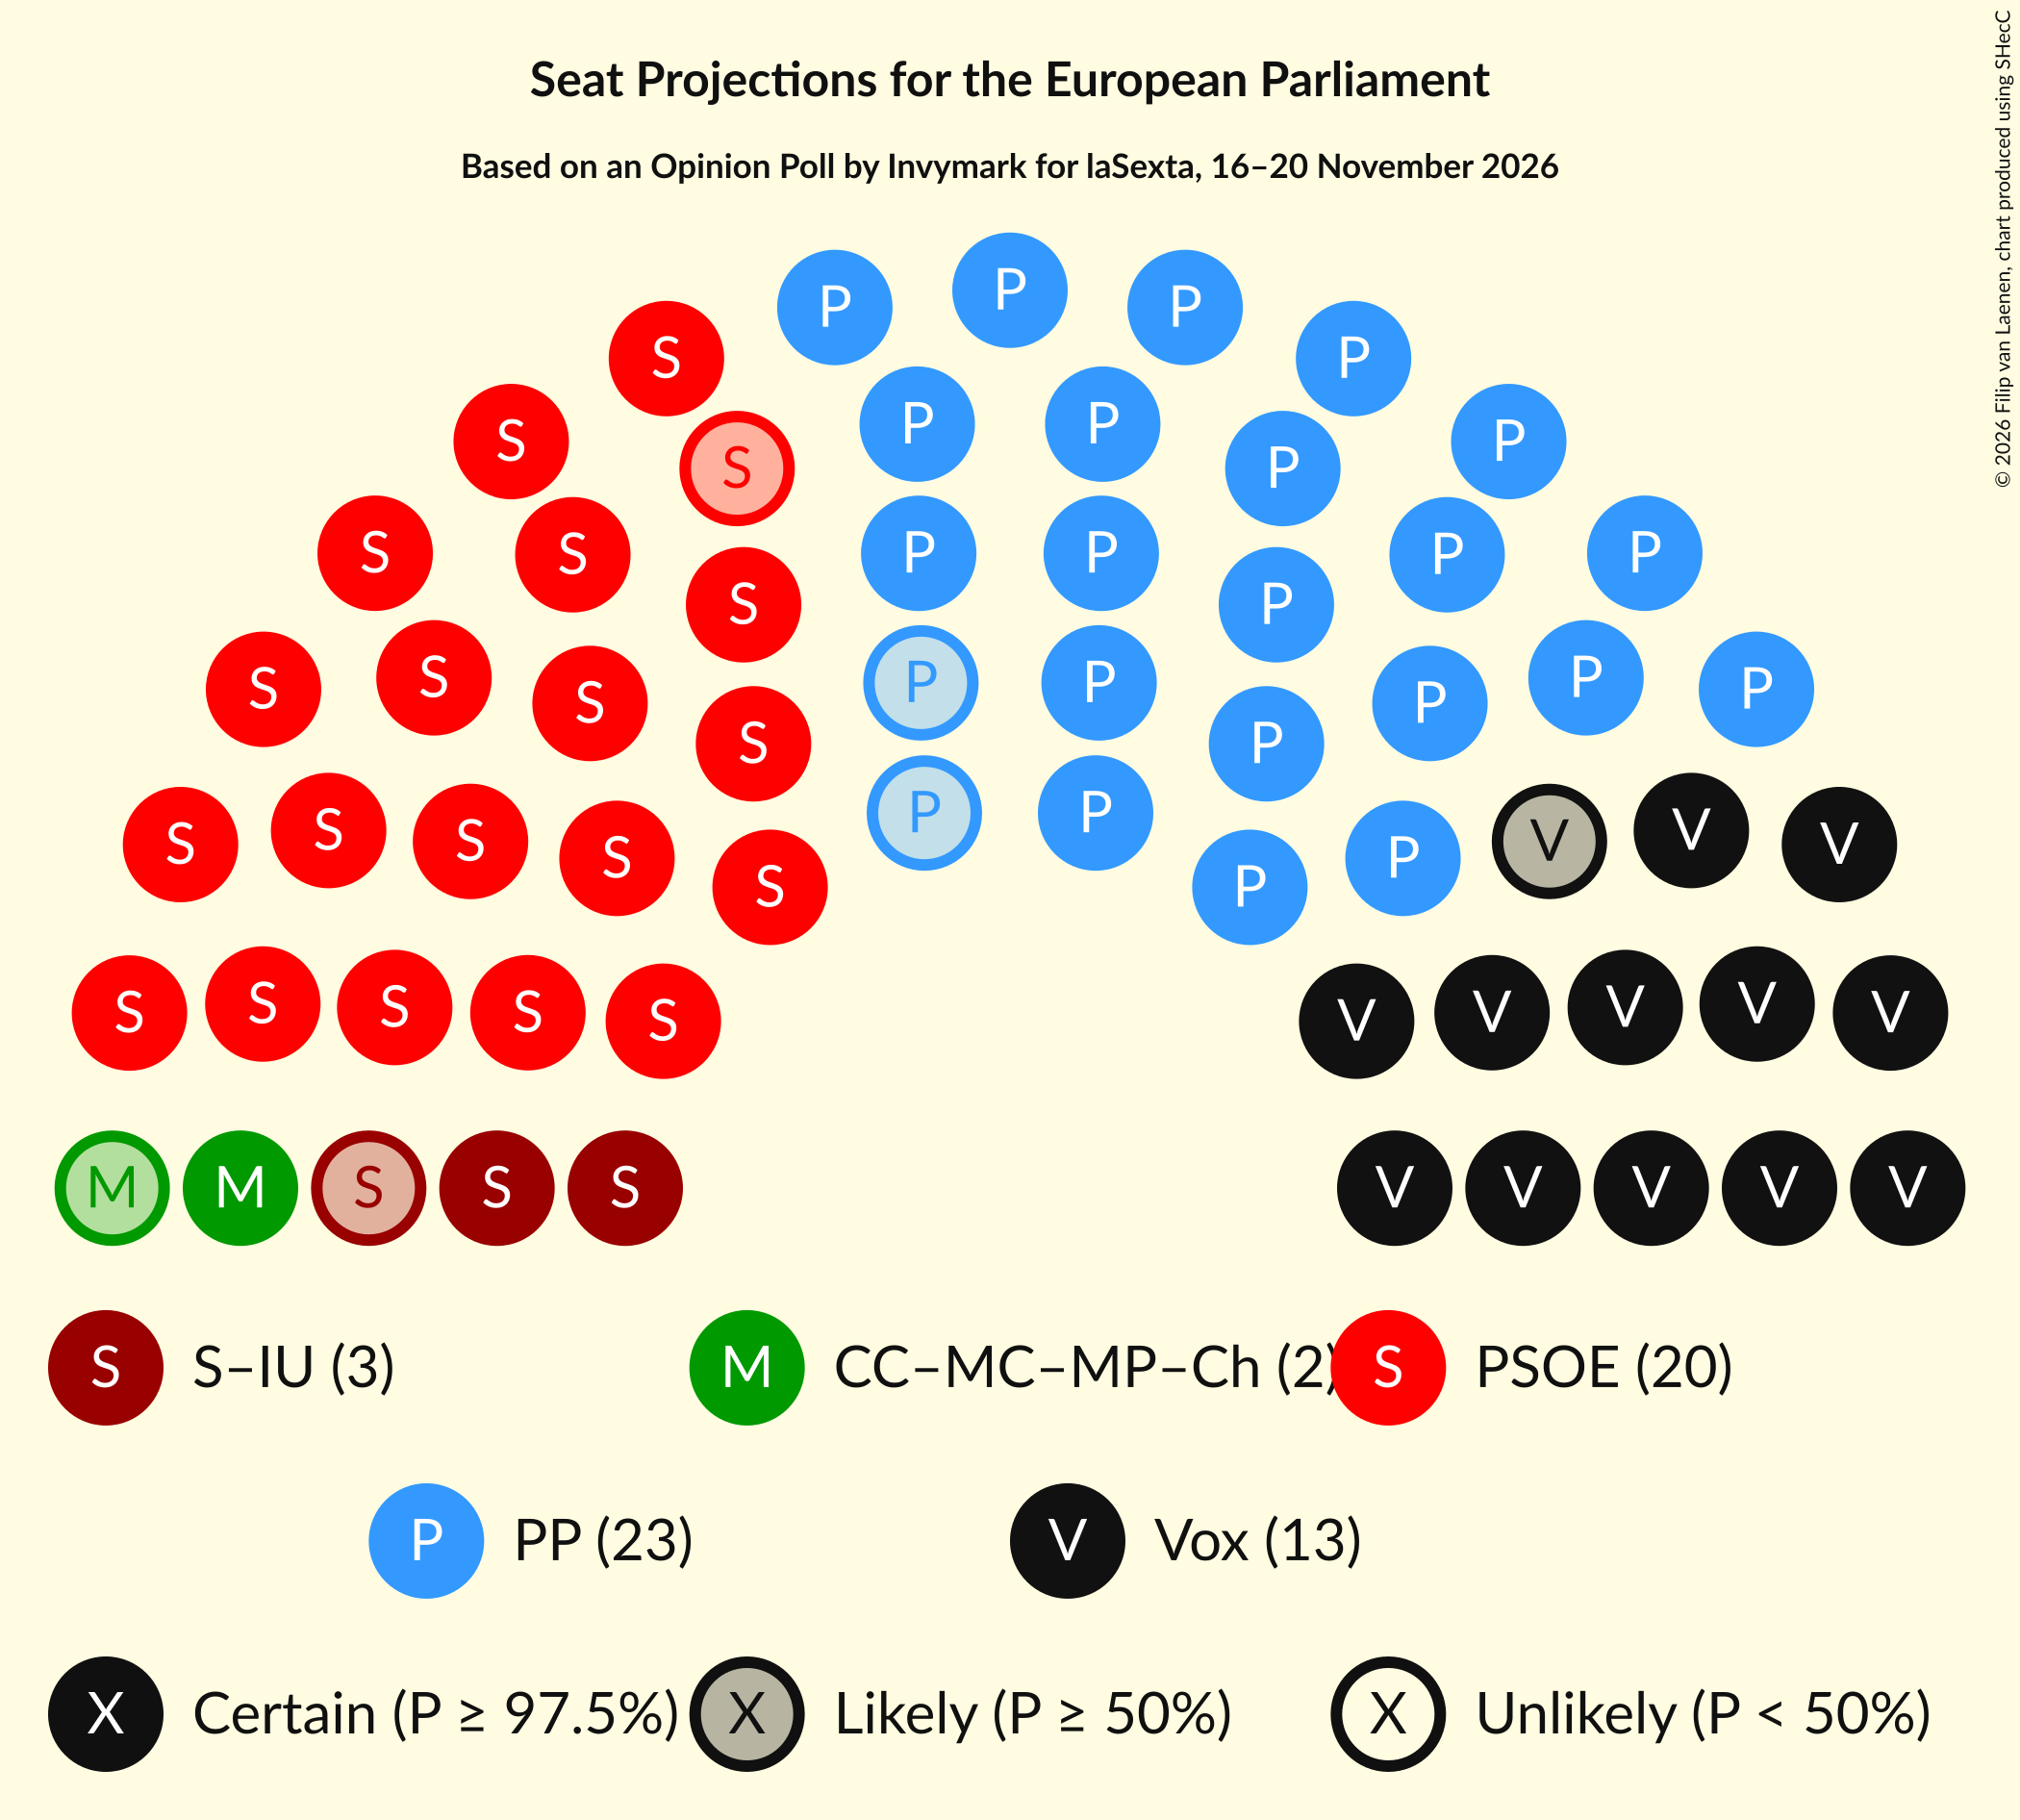 Seat Projections for the European Parliament
Based on an Opinion Poll by Invymark for laSexta, 16–20 November 2026
© 2026 Filip van Laenen, chart produced using SHecC
P P P
S P
S P P P
S S P P
S S P P P P
S S P P
S S P P P P
S S P P P
S S S P P P V V V
S S S P P
S S S S S V V V V V
M M S S S V V V V V
S S–IU (3) M CC–MC–MP–Ch (2) S PSOE (20)
P PP (23) V Vox (13)
X Certain (P ≥ 97.5%) X Likely (P ≥ 50%) X Unlikely (P < 50%)